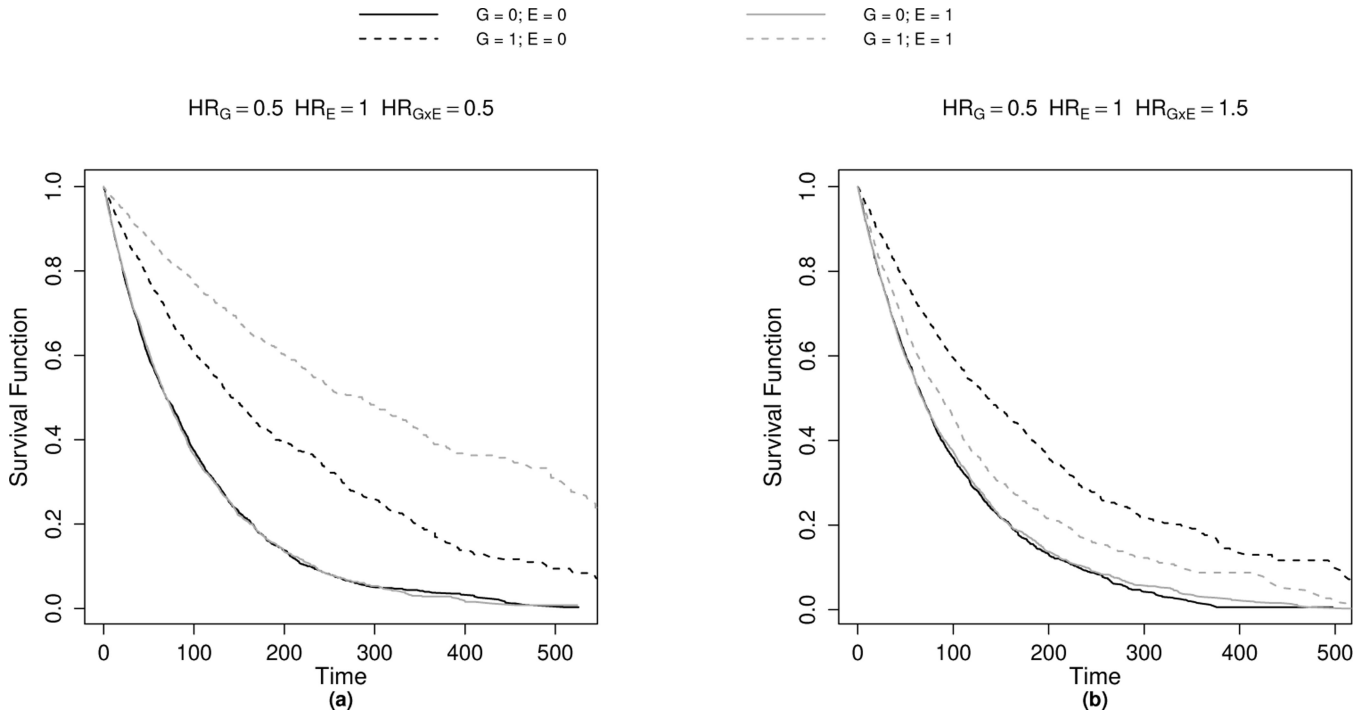 G = 0; E = 0
G = 1; E = 0
G = 0; E = 1
G = 1; E = 1
HR_G = 0.5 HR_E = 1 HR_GxE = 0.5
Survival Function
1.0
0.8
0.6
0.4
0.2
0.0
0 100 200 300 400 500
Time
(a)
HR_G = 0.5 HR_E = 1 HR_GxE = 1.5
Survival Function
1.0
0.8
0.6
0.4
0.2
0.0
0 100 200 300 400 500
Time
(b)